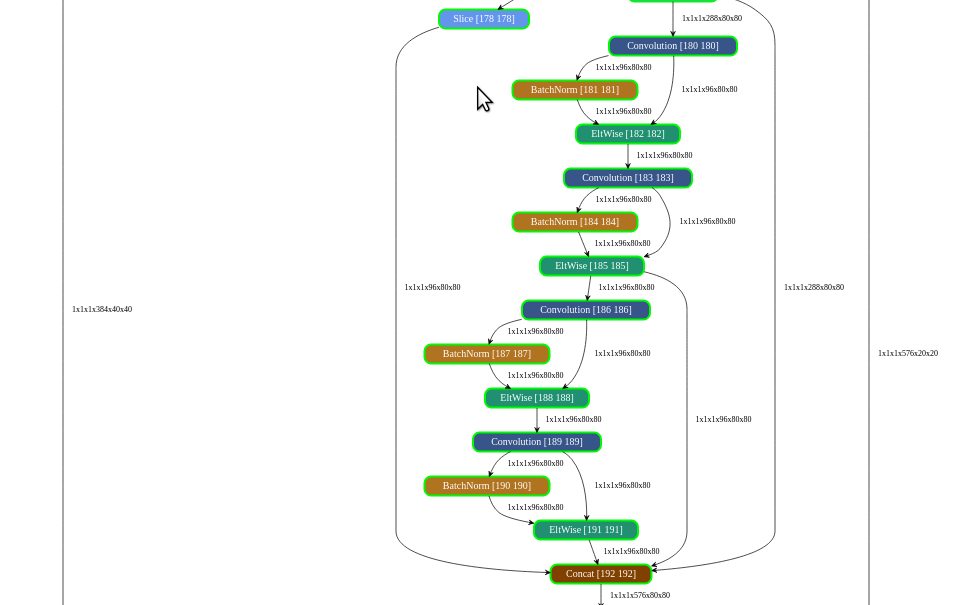 Slice [178 178]
1x1x1x288x80x80
Convolution [180 180]
1x1x1x96x80x80
BatchNorm [181 181]
1x1x1x96x80x80
1x1x1x96x80x80
EltWise [182 182]
1x1x1x96x80x80
Convolution [183 183]
1x1x1x96x80x80
BatchNorm [184 184]
1x1x1x96x80x80
1x1x1x96x80x80
EltWise [185 185]
1x1x1x96x80x80
1x1x1x96x80x80
1x1x1x288x80x80
1x1x1x384x40x40
Convolution [186 186]
1x1x1x96x80x80
BatchNorm [187 187]
1x1x1x96x80x80
1x1x1x576x20x20
1x1x1x96x80x80
EltWise [188 188]
1x1x1x96x80x80
1x1x1x96x80x80
Convolution [189 189]
1x1x1x96x80x80
BatchNorm [190 190]
1x1x1x96x80x80
1x1x1x96x80x80
EltWise [191 191]
1x1x1x96x80x80
Concat [192 192]
1x1x1x576x80x80